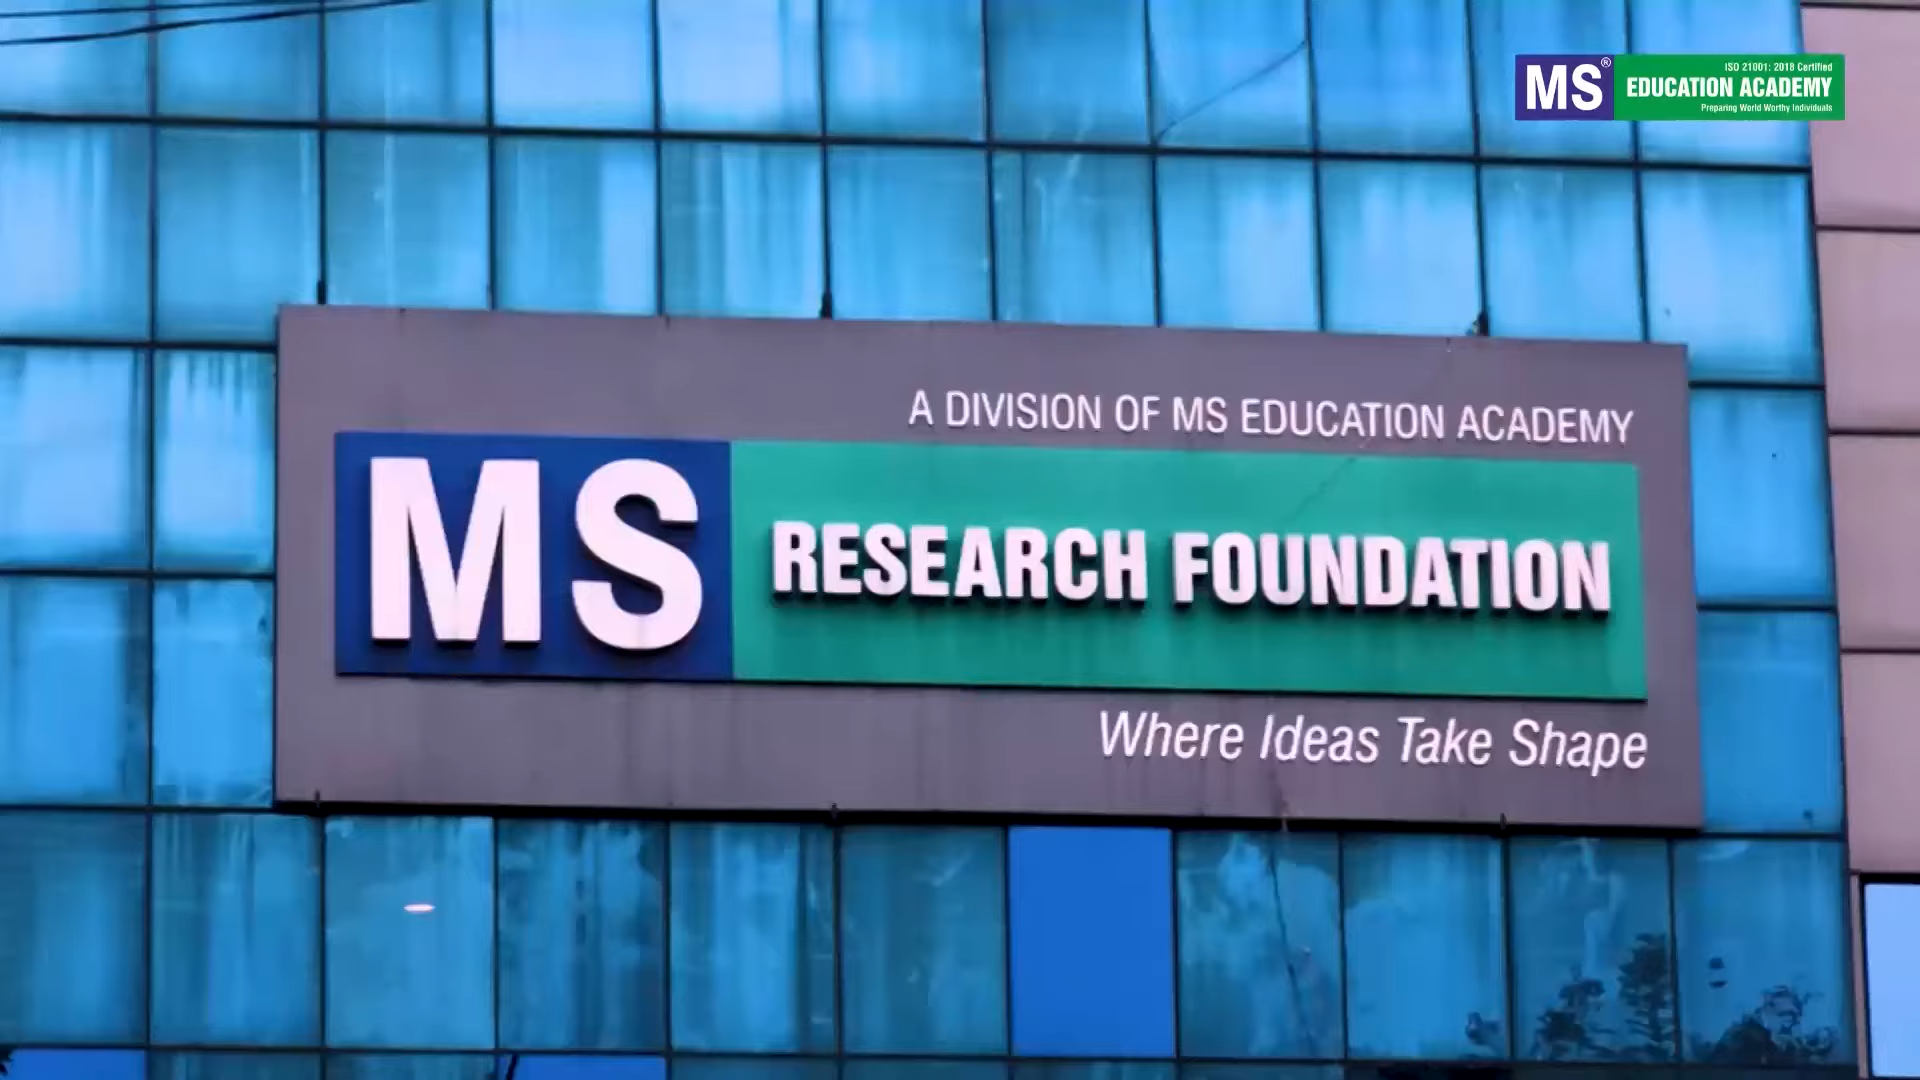 MS®
ISO 21001: 2018 Certified
EDUCATION ACADEMY
Preparing World Worthy Individuals
A DIVISION OF MS EDUCATION ACADEMY
MS RESEARCH FOUNDATION
Where Ideas Take Shape